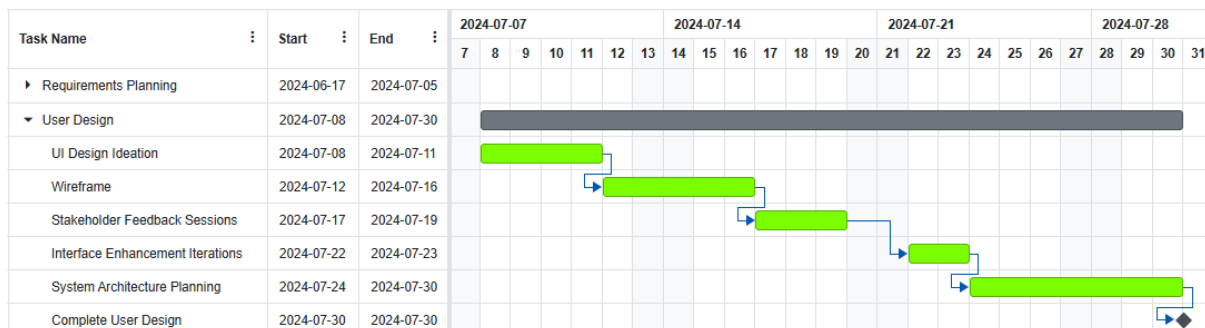 2024-07-07 2024-07-14 2024-07-21 2024-07-28
Task Name Start End
7 8 9 10 11 12 13 14 15 16 17 18 19 20 21 22 23 24 25 26 27 28 29 30 31
Requirements Planning 2024-06-17 2024-07-05
User Design 2024-07-08 2024-07-30
UI Design Ideation 2024-07-08 2024-07-11
Wireframe 2024-07-12 2024-07-16
Stakeholder Feedback Sessions 2024-07-17 2024-07-19
Interface Enhancement Iterations 2024-07-22 2024-07-23
System Architecture Planning 2024-07-24 2024-07-30
Complete User Design 2024-07-30 2024-07-30